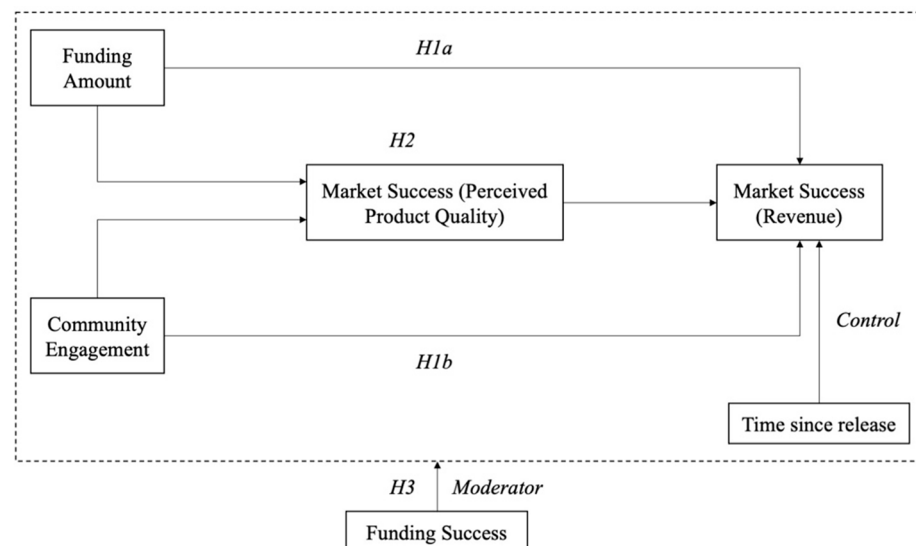 H1a
Funding
Amount
H2
Market Success (Perceived
Product Quality)
Market Success
(Revenue)
Community
Engagement
Control
H1b
Time since release
H3 Moderator
Funding Success